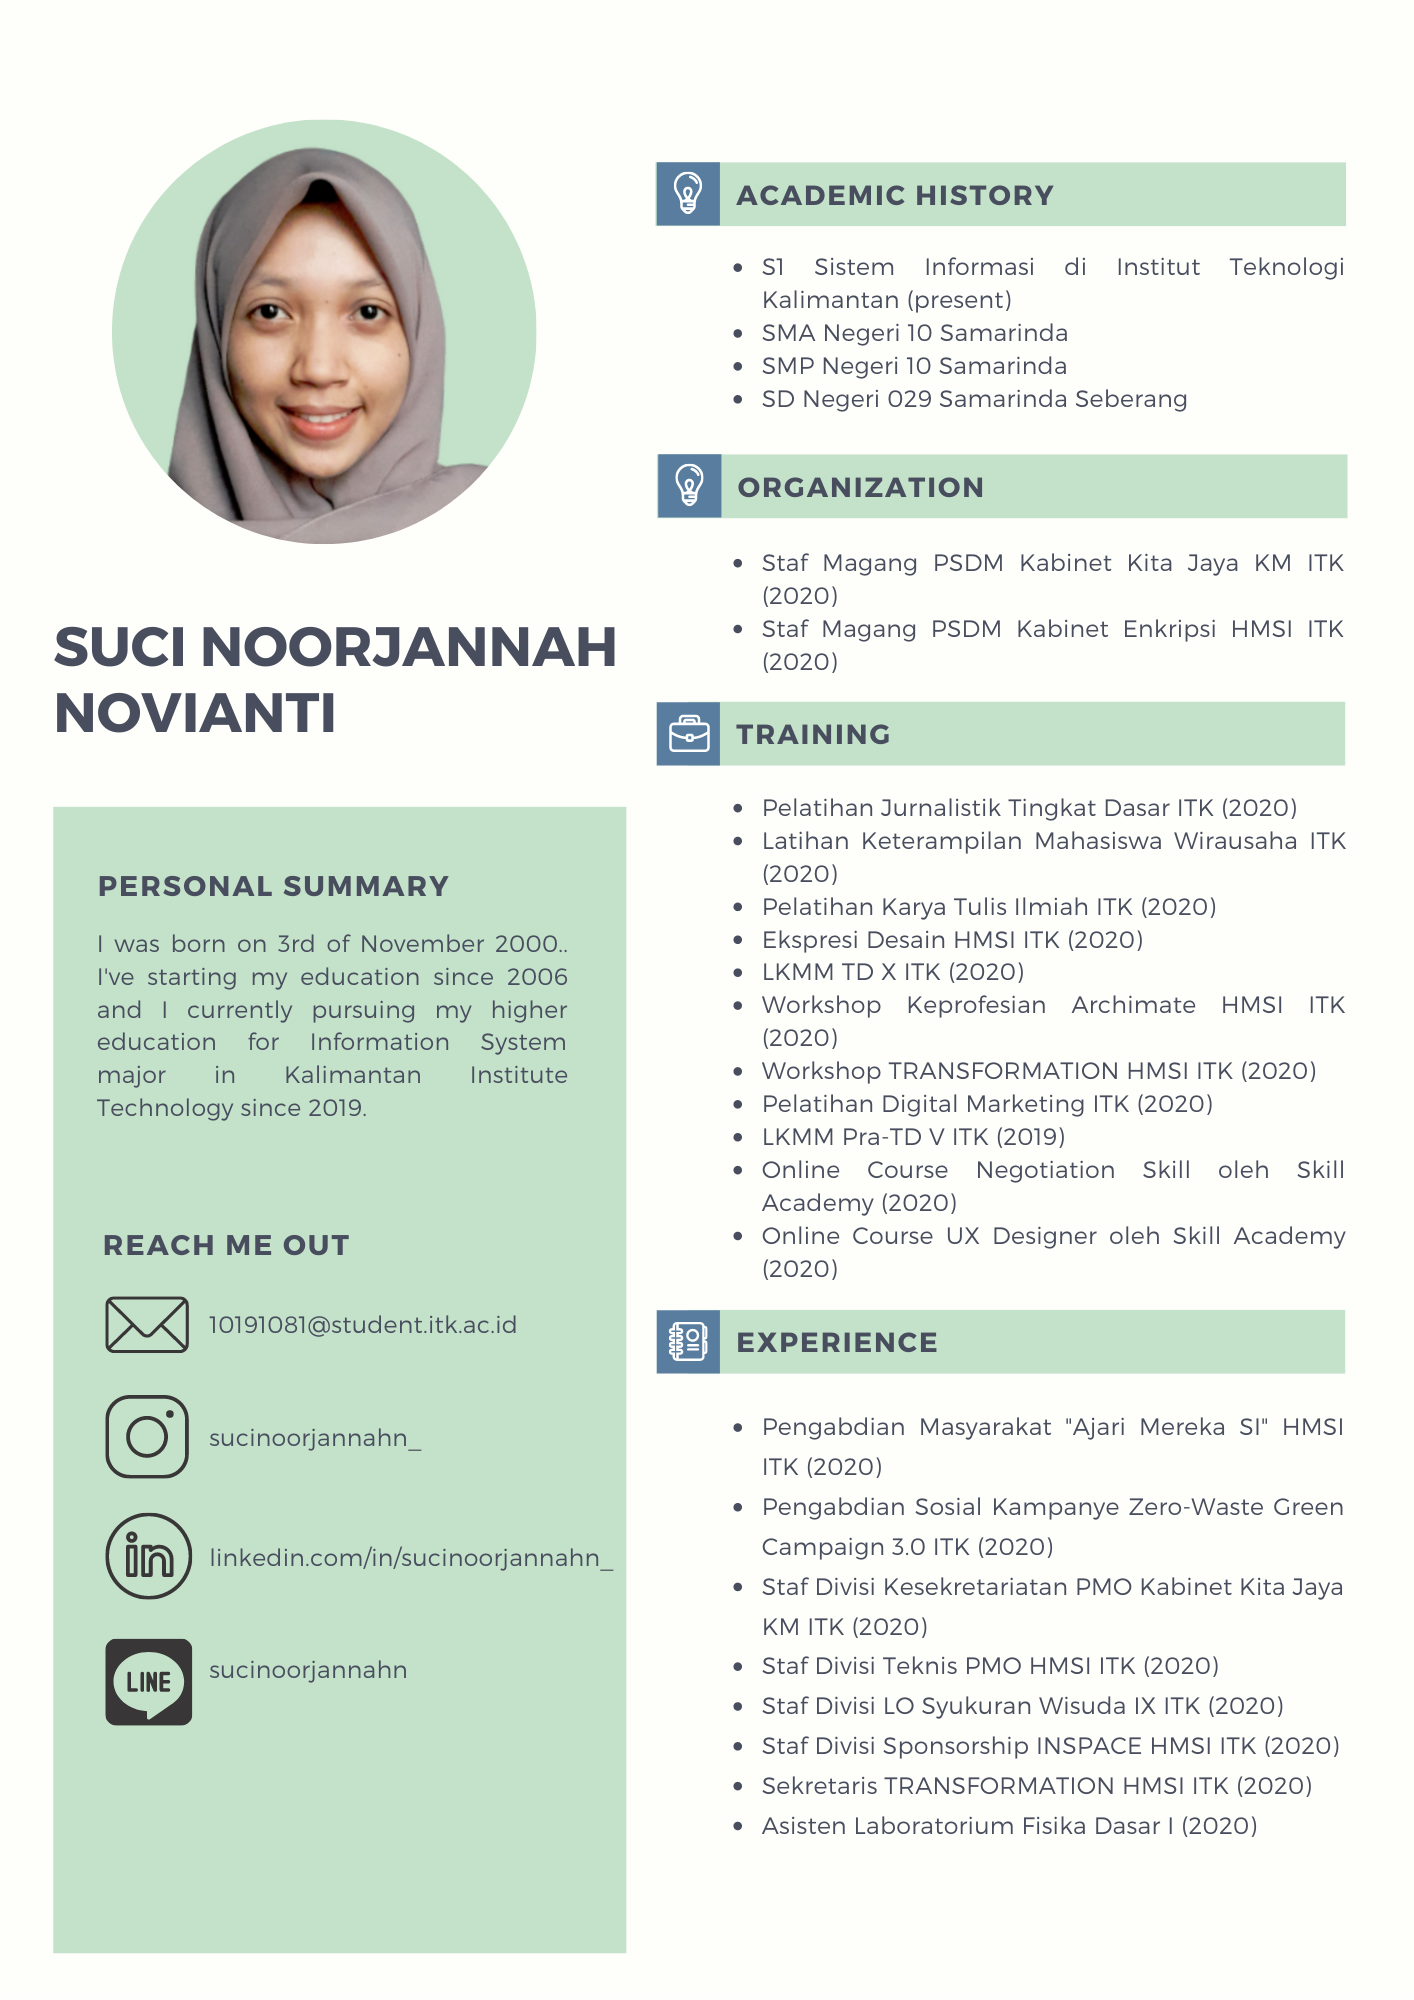 SUCI NOORJANNAH
NOVIANTI
PERSONAL SUMMARY
I was born on 3rd of November 2000..
I've starting my education since 2006
and I currently pursuing my higher
education for Information System
major in Kalimantan Institute
Technology since 2019.
REACH ME OUT
10191081@student.itk.ac.id
sucinoorjannahn_
in
linkedin.com/in/sucinoorjannahn_
LINE
sucinoorjannahn
ACADEMIC HISTORY
• S1 Sistem Informasi di Institut Teknologi
Kalimantan (present)
• SMA Negeri 10 Samarinda
• SMP Negeri 10 Samarinda
• SD Negeri 029 Samarinda Seberang
ORGANIZATION
• Staf Magang PSDM Kabinet Kita Jaya KM ITK
(2020)
• Staf Magang PSDM Kabinet Enkripsi HMSI ITK
(2020)
TRAINING
• Pelatihan Jurnalistik Tingkat Dasar ITK (2020)
• Latihan Keterampilan Mahasiswa Wirausaha ITK
(2020)
• Pelatihan Karya Tulis Ilmiah ITK (2020)
• Ekspresi Desain HMSI ITK (2020)
• LKMM TD X ITK (2020)
• Workshop Keprofesian Archimate HMSI ITK
(2020)
• Workshop TRANSFORMATION HMSI ITK (2020)
• Pelatihan Digital Marketing ITK (2020)
• LKMM Pra-TD V ITK (2019)
• Online Course Negotiation Skill oleh Skill
Academy (2020)
• Online Course UX Designer oleh Skill Academy
(2020)
EXPERIENCE
• Pengabdian Masyarakat "Ajari Mereka SI" HMSI
ITK (2020)
• Pengabdian Sosial Kampanye Zero-Waste Green
Campaign 3.0 ITK (2020)
• Staf Divisi Kesekretariatan PMO Kabinet Kita Jaya
KM ITK (2020)
• Staf Divisi Teknis PMO HMSI ITK (2020)
• Staf Divisi LO Syukuran Wisuda IX ITK (2020)
• Staf Divisi Sponsorship INSPACE HMSI ITK (2020)
• Sekretaris TRANSFORMATION HMSI ITK (2020)
• Asisten Laboratorium Fisika Dasar I (2020)